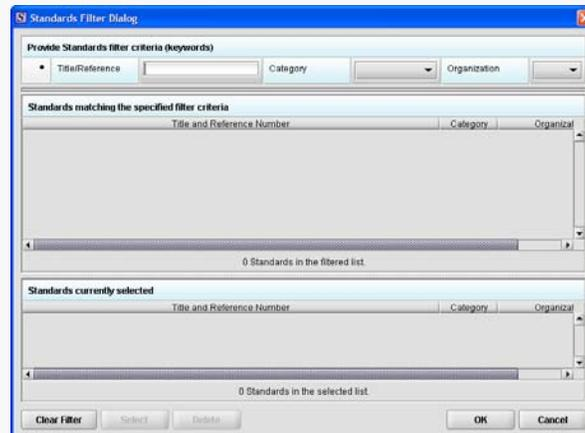 Standards Filter Dialog
Provide Standards filter criteria (keywords)
• Title/Reference Category Organization
Standards matching the specified filter criteria
Title and Reference Number Category Organizat
0 Standards in the filtered list.
Standards currently selected
Title and Reference Number Category Organizat
0 Standards in the selected list.
Clear Filter Select Delete OK Cancel